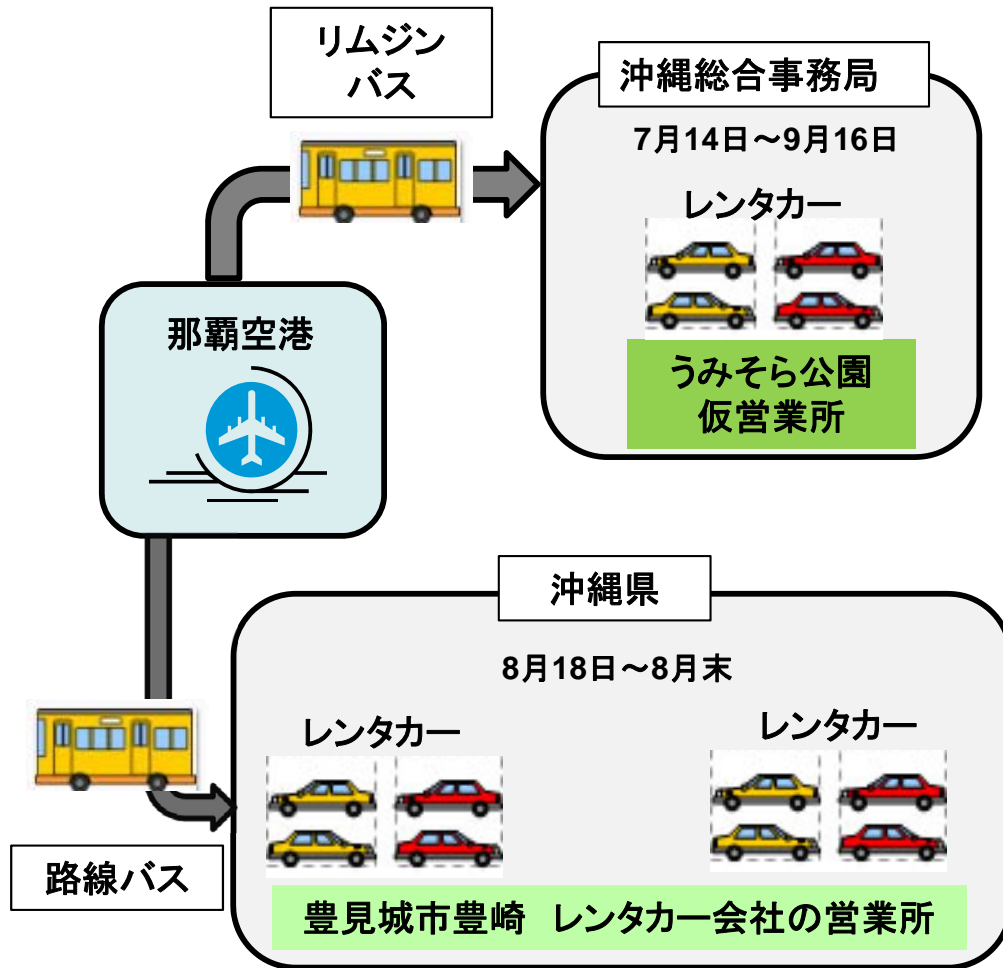 リムジン
バス
沖縄総合事務局
7月14日～9月16日
レンタカー
うみそら公園
仮営業所
那覇空港
沖縄県
8月18日～8月末
レンタカー
レンタカー
路線バス
豊見城市豊崎　レンタカー会社の営業所